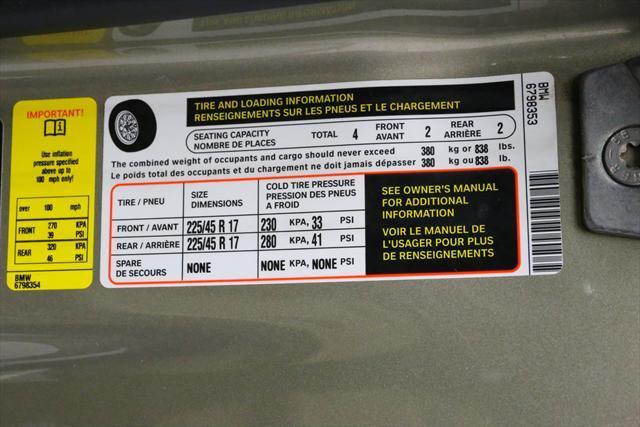 IMPORTANT!
Use inflation
pressure specified
above up to
100 mph only!
over 100 mph
FRONT 270 KPA
39 PSI
REAR 320 KPA
46 PSI
BMW
6798354
TIRE AND LOADING INFORMATION
RENSEIGNEMENTS SUR LES PNEUS ET LE CHARGEMENT
SEATING CAPACITY
NOMBRE DE PLACES
TOTAL 4
FRONT
AVANT 2
REAR
ARRIÈRE 2
The combined weight of occupants and cargo should never exceed 380 kg or 838 lbs.
Le poids total des occupants et du chargement ne doit jamais dépasser 380 kg ou 838 lb.
TIRE / PNEU
SIZE
DIMENSIONS
COLD TIRE PRESSURE
PRESSION DES PNEUS
A FROID
FRONT / AVANT 225/45 R 17 230 KPA, 33 PSI
REAR / ARRIÈRE 225/45 R 17 280 KPA, 41 PSI
SPARE
DE SECOURS NONE NONE KPA, NONE PSI
SEE OWNER'S MANUAL
FOR ADDITIONAL
INFORMATION
VOIR LE MANUEL DE
L'USAGER POUR PLUS
DE RENSEIGNEMENTS
BMW
6798353